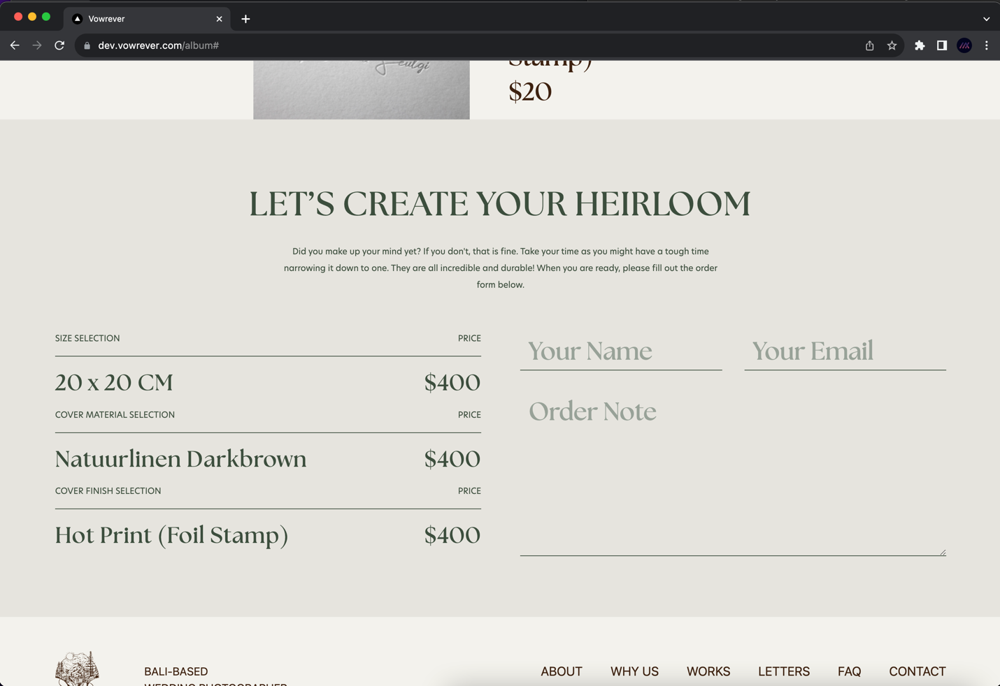 Vowrever
dev.vowrever.com/album#
Seulgi
Stamp)
$20
LET’S CREATE YOUR HEIRLOOM
Did you make up your mind yet? If you don't, that is fine. Take your time as you might have a tough time
narrowing it down to one. They are all incredible and durable! When you are ready, please fill out the order
form below.
SIZE SELECTION PRICE
20 x 20 CM $400
COVER MATERIAL SELECTION PRICE
Natuurlinen Darkbrown $400
COVER FINISH SELECTION PRICE
Hot Print (Foil Stamp) $400
Your Name Your Email
Order Note
BALI-BASED
WEDDING PHOTOGRAPHER
ABOUT WHY US WORKS LETTERS FAQ CONTACT